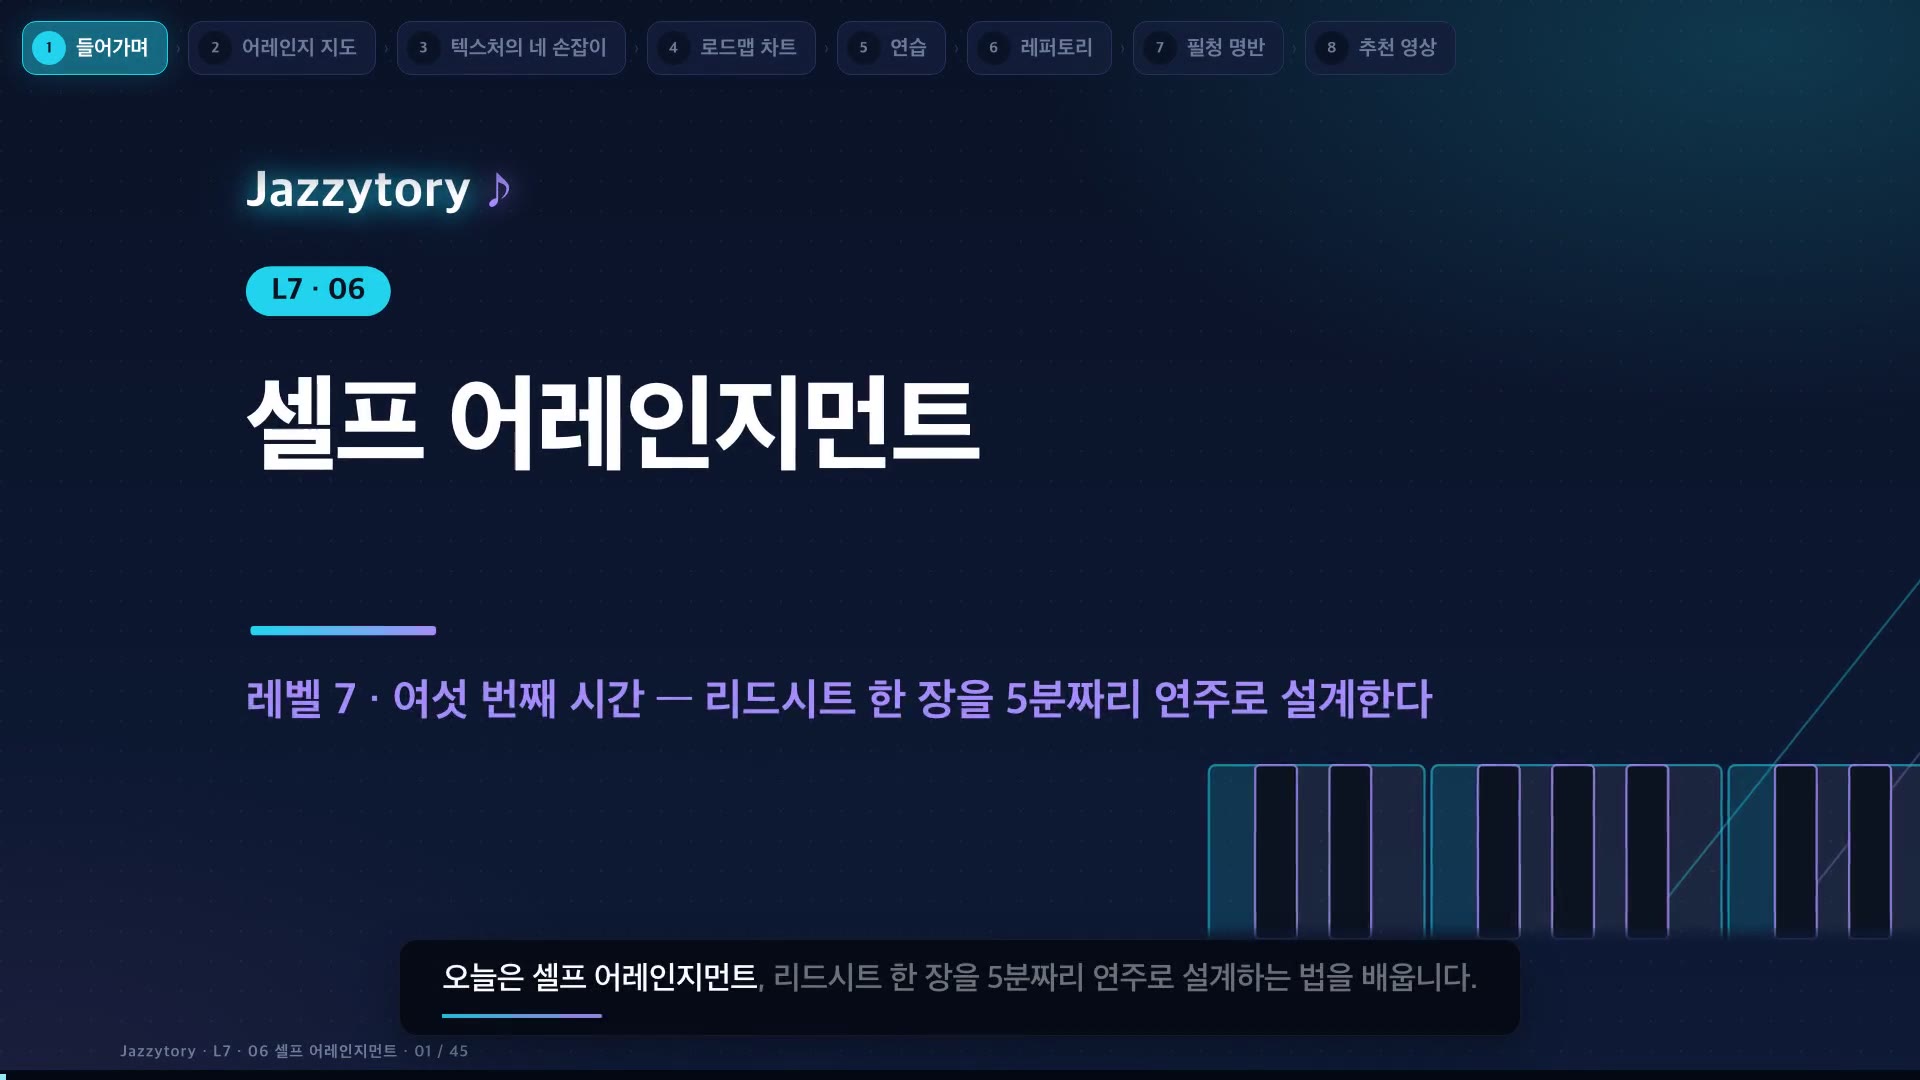 1 들어가며 › 2 어레인지 지도 › 3 텍스처의 네 손잡이 › 4 로드맵 차트 › 5 연습 › 6 레퍼토리 › 7 필청 명반 › 8 추천 영상
Jazzytory ♪
L7 · 06
셀프 어레인지먼트
레벨 7 · 여섯 번째 시간 — 리드시트 한 장을 5분짜리 연주로 설계한다
오늘은 셀프 어레인지먼트, 리드시트 한 장을 5분짜리 연주로 설계하는 법을 배웁니다.
Jazzytory · L7 · 06 셀프 어레인지먼트 · 01 / 45